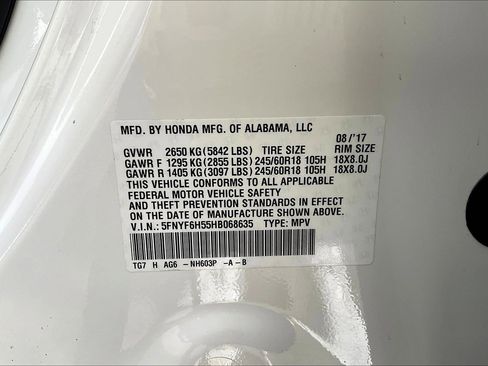 MFD. BY HONDA MFG. OF ALABAMA, LLC 08/'17
GVWR 2650 KG (5842 LBS) TIRE SIZE RIM SIZE
GAWR F 1295 KG (2855 LBS) 245/60R18 105H 18X8.0J
GAWR R 1405 KG (3097 LBS) 245/60R18 105H 18X8.0J
THIS VEHICLE CONFORMS TO ALL APPLICABLE
FEDERAL MOTOR VEHICLE SAFETY
AND THEFT PREVENTION STANDARDS IN EFFECT ON THE
DATE OF MANUFACTURE SHOWN ABOVE.
V.I.N.: 5FNYF6H55HB068635 TYPE: MPV
TG7 H AG6 - NH603P -A-B